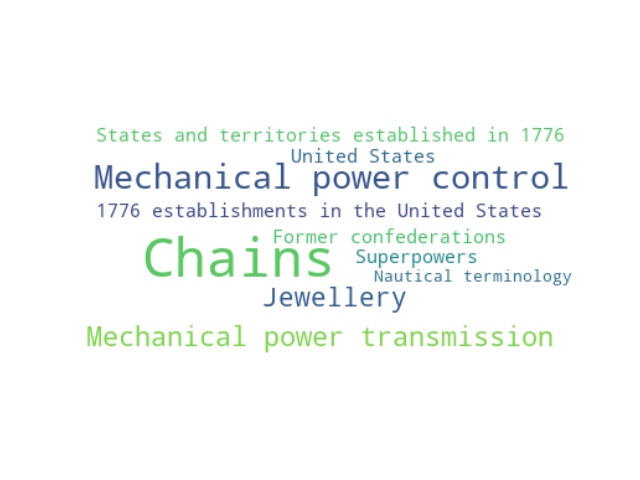 States and territories established in 1776
United States
Mechanical power control
1776 establishments in the United States
Former confederations
Chains
Superpowers
Nautical terminology
Jewellery
Mechanical power transmission